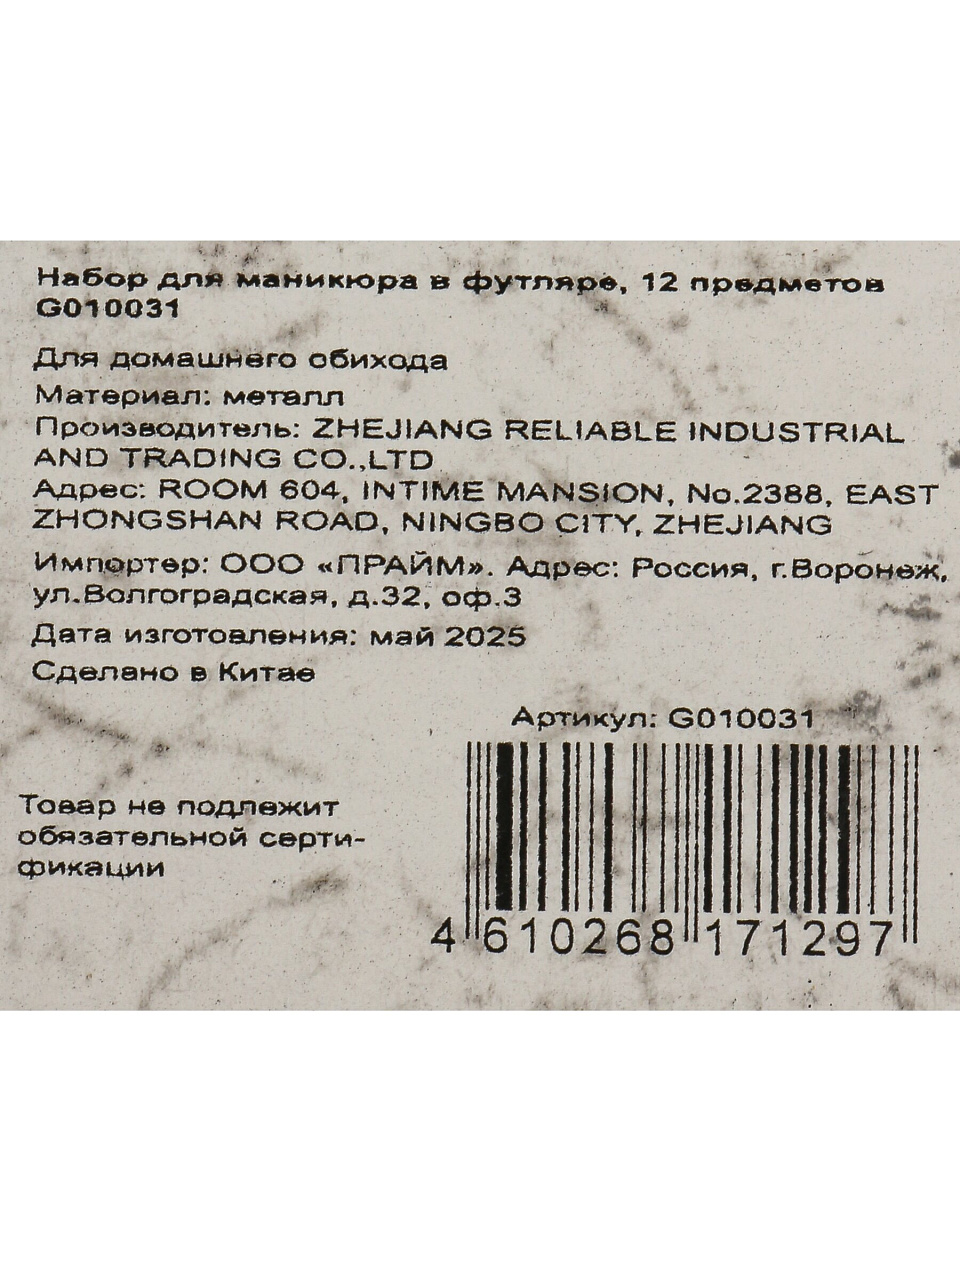 Набор для маникюра в футляре, 12 предметов
G010031
Для домашнего обихода
Материал: металл
Производитель: ZHEJIANG RELIABLE INDUSTRIAL
AND TRADING CO.,LTD
Адрес: ROOM 604, INTIME MANSION, No.2388, EAST
ZHONGSHAN ROAD, NINGBO CITY, ZHEJIANG
Импортер: ООО «ПРАЙМ». Адрес: Россия, г.Воронеж,
ул.Волгоградская, д.32, оф.3
Дата изготовления: май 2025
Сделано в Китае
Артикул: G010031
Товар не подлежит
обязательной серти-
фикации
4 610268 171297